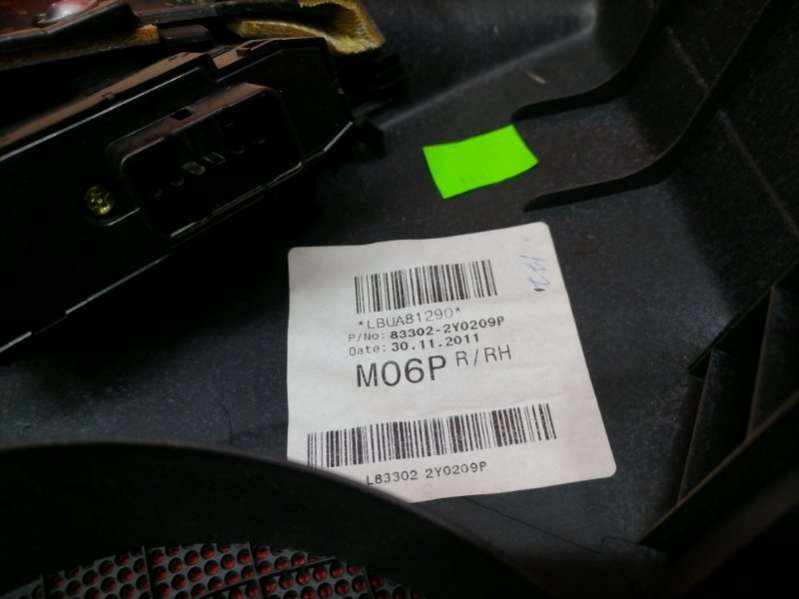 *LBUA81290*
P/No: 83302-2Y0209P
Date: 30.11.2011
M06P R/RH
L83302 2Y0209P